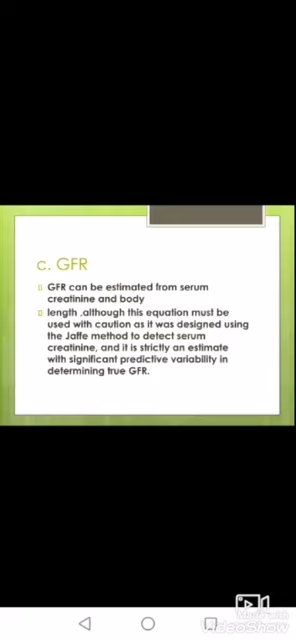 c. GFR
GFR can be estimated from serum
creatinine and body
length ,although this equation must be
used with caution as it was designed using
the Jaffe method to detect serum
creatinine, and it is strictly an estimate
with significant predictive variability in
determining true GFR.
Made with
VideoShow